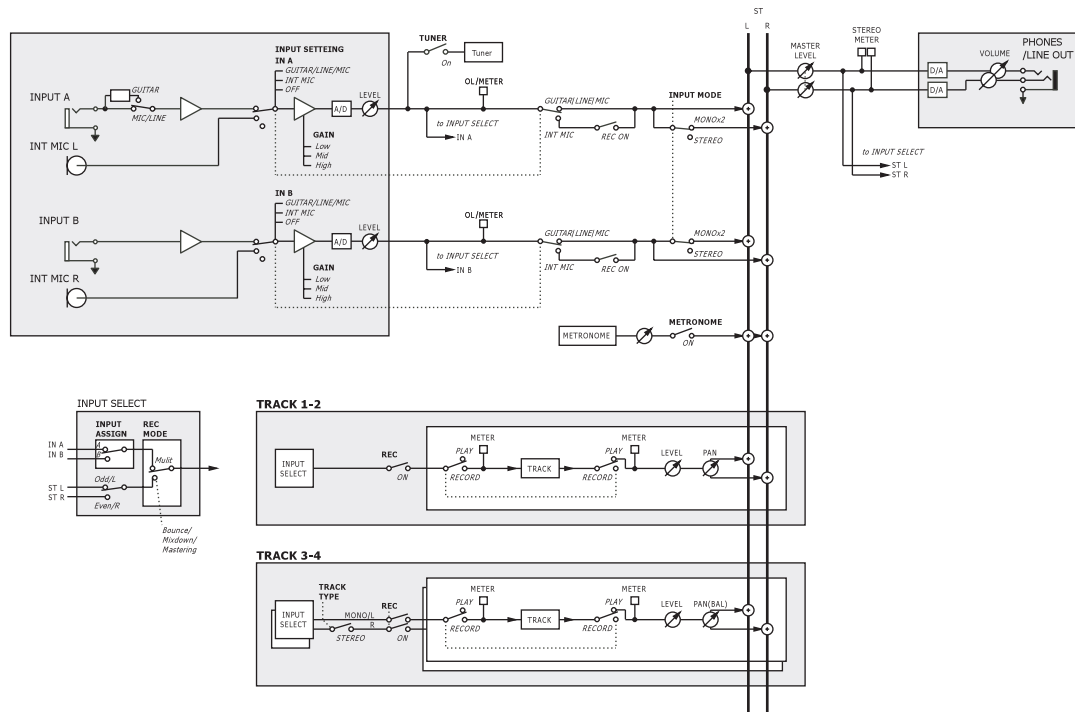 ST
L R
TUNER
On
Tuner
STEREO
METER
MASTER
LEVEL
PHONES
/LINE OUT
VOLUME
D/A
D/A
INPUT SETTEING
IN A
GUITAR/LINE/MIC
INT MIC
OFF
INPUT A
GUITAR
MIC/LINE
A/D
LEVEL
OL/METER
to INPUT SELECT
IN A
GUITAR|LINE|MIC
INT MIC
REC ON
INPUT MODE
MONOx2
STEREO
GAIN
Low
Mid
High
INT MIC L
to INPUT SELECT
ST L
ST R
IN B
GUITAR/LINE/MIC
INT MIC
OFF
INPUT B
A/D
LEVEL
OL/METER
to INPUT SELECT
IN B
GUITAR|LINE|MIC
INT MIC
REC ON
MONOx2
STEREO
GAIN
Low
Mid
High
INT MIC R
METRONOME
METRONOME
ON
INPUT SELECT
INPUT
ASSIGN
REC
MODE
IN A
IN B
A
B
Mulit
Odd/L
ST L
ST R
Even/R
Bounce/
Mixdown/
Mastering
TRACK 1-2
INPUT
SELECT
REC
ON
PLAY
RECORD
METER
TRACK
PLAY
RECORD
METER
LEVEL
PAN
TRACK 3-4
INPUT
SELECT
TRACK
TYPE
MONO/L
R
STEREO
REC
ON
PLAY
RECORD
METER
TRACK
PLAY
RECORD
METER
LEVEL
PAN(BAL)